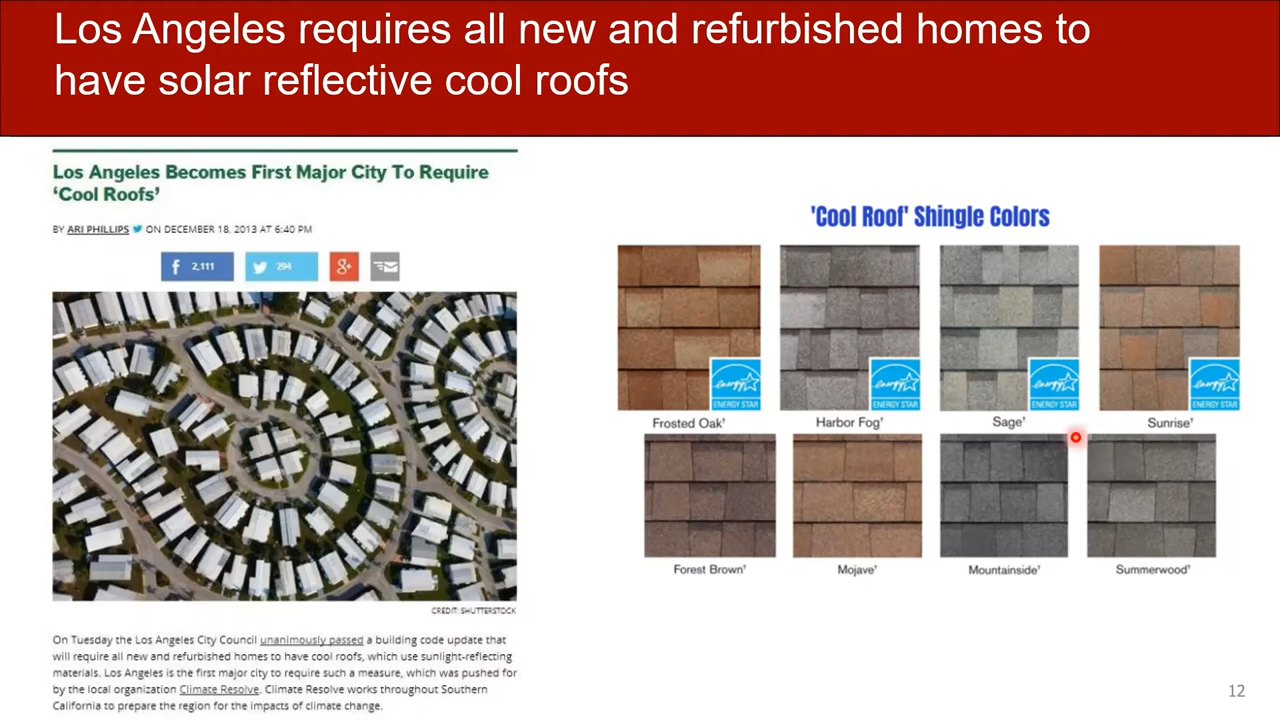 Los Angeles requires all new and refurbished homes to
have solar reflective cool roofs
Los Angeles Becomes First Major City To Require
‘Cool Roofs’
BY ARI PHILLIPS ON DECEMBER 18, 2013 AT 6:40 PM
2,111
294
g+
CREDIT: SHUTTERSTOCK
On Tuesday the Los Angeles City Council unanimously passed a building code update that
will require all new and refurbished homes to have cool roofs, which use sunlight-reflecting
materials. Los Angeles is the first major city to require such a measure, which was pushed for
by the local organization Climate Resolve. Climate Resolve works throughout Southern
California to prepare the region for the impacts of climate change.
'Cool Roof' Shingle Colors
energy
ENERGY STAR
energy
ENERGY STAR
energy
ENERGY STAR
energy
ENERGY STAR
Frosted Oak† Harbor Fog† Sage† Sunrise†
Forest Brown† Mojave† Mountainside† Summerwood†
12